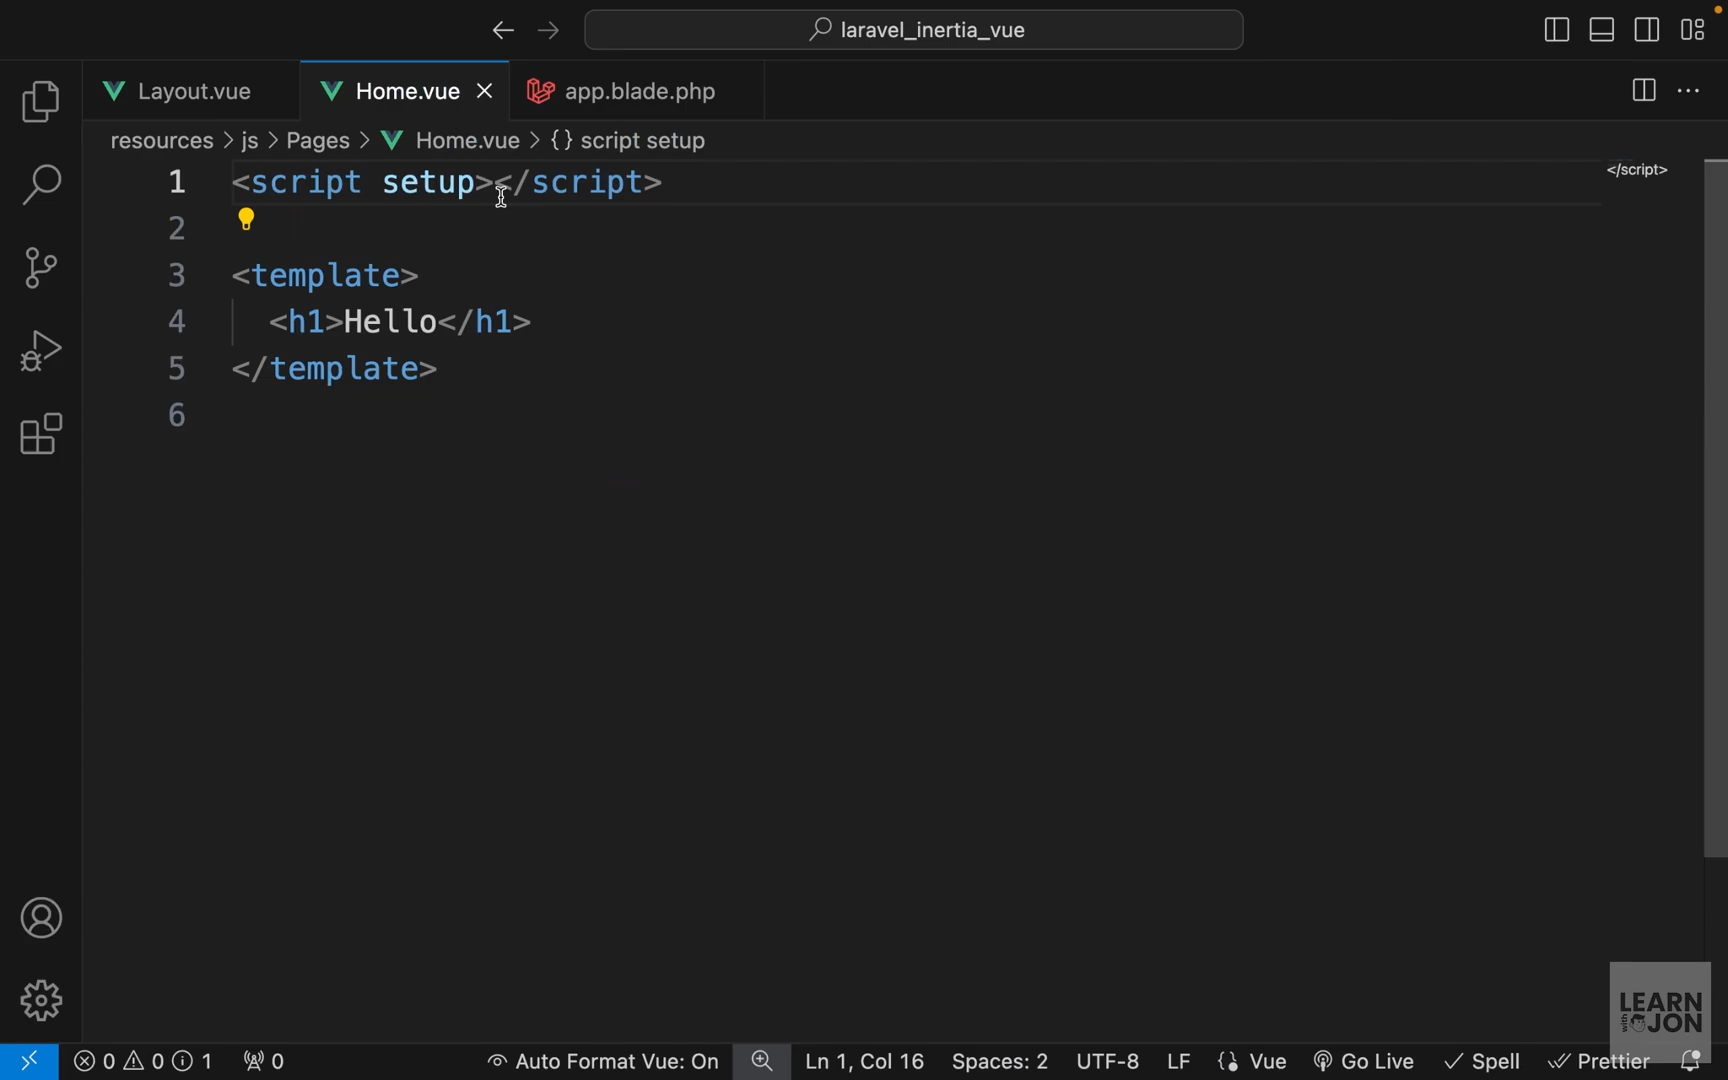 laravel_inertia_vue
Layout.vue
Home.vue
app.blade.php
resources > js > Pages > Home.vue > {} script setup
1 <script setup></script>
2
3 <template>
4 <h1>Hello</h1>
5 </template>
6
</script>
LEARN
with JON
0 0 1 0 Auto Format Vue: On Ln 1, Col 16 Spaces: 2 UTF-8 LF Vue Go Live Spell Prettier